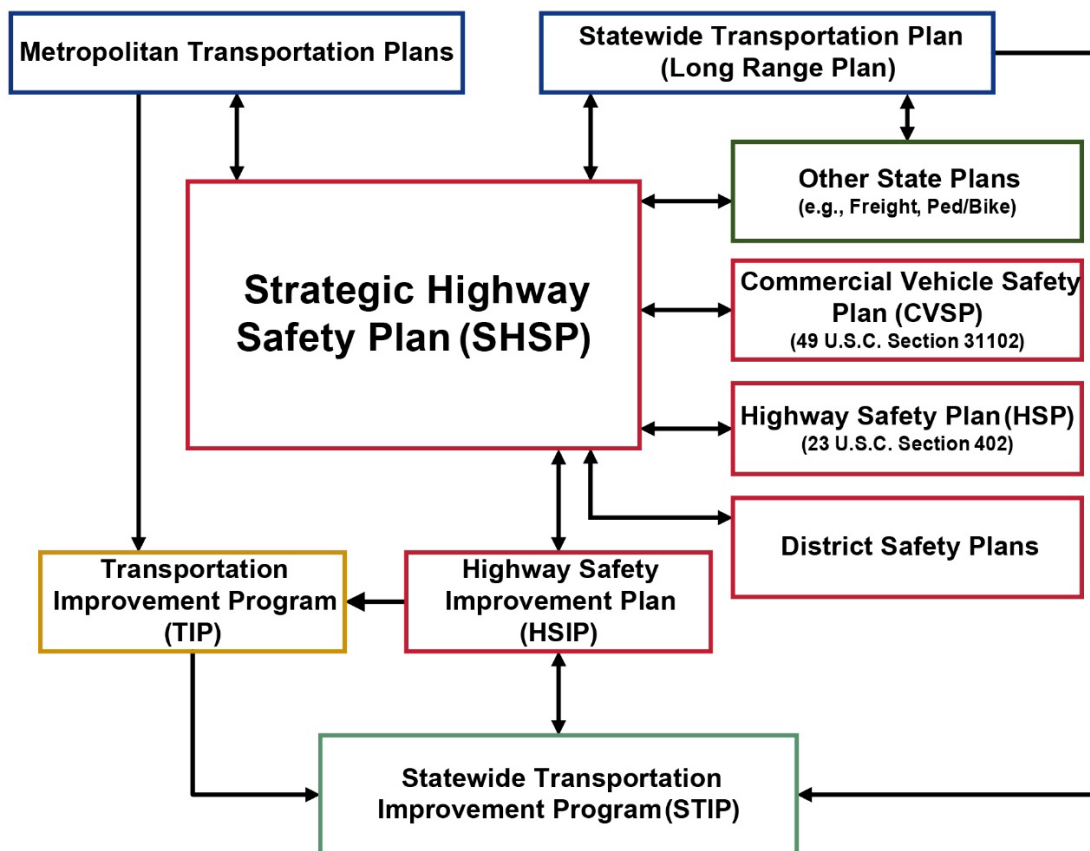 Metropolitan Transportation Plans
Statewide Transportation Plan
(Long Range Plan)
Other State Plans
(e.g., Freight, Ped/Bike)
Strategic Highway
Safety Plan (SHSP)
Commercial Vehicle Safety
Plan (CVSP)
(49 U.S.C. Section 31102)
Highway Safety Plan (HSP)
(23 U.S.C. Section 402)
District Safety Plans
Transportation
Improvement Program
(TIP)
Highway Safety
Improvement Plan
(HSIP)
Statewide Transportation
Improvement Program (STIP)